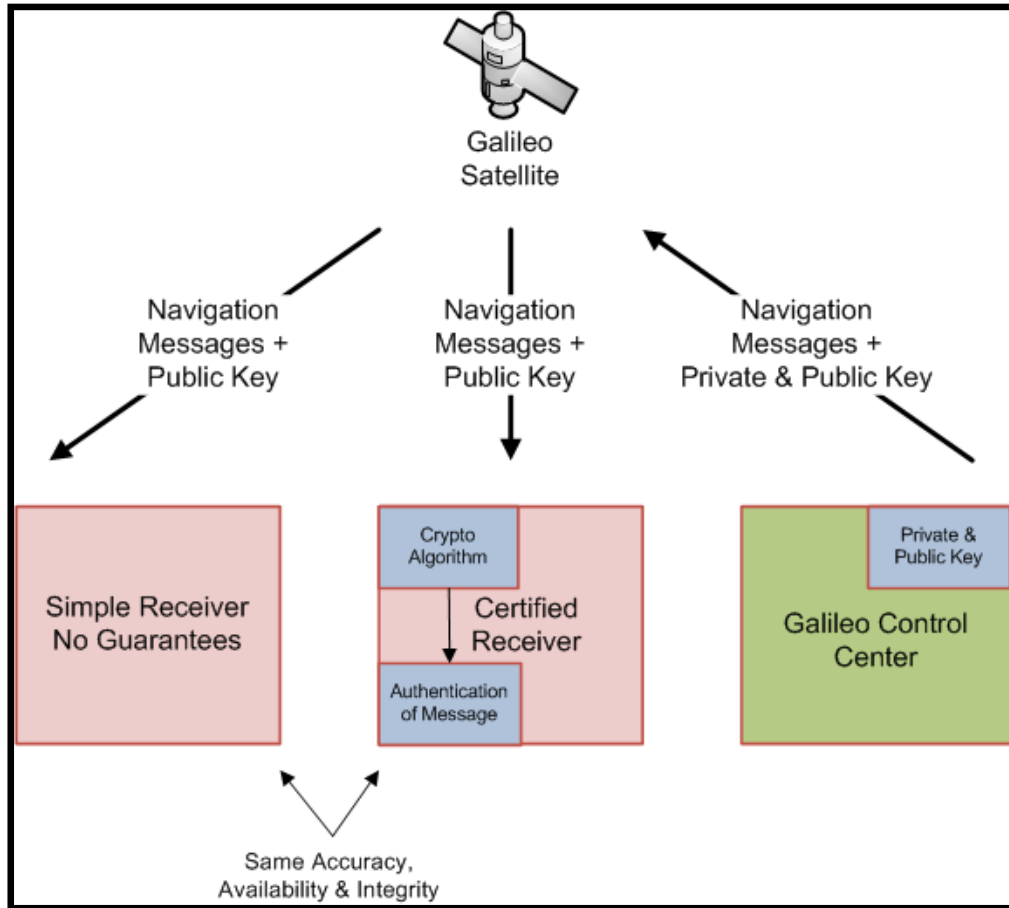 Galileo
Satellite
Navigation
Messages +
Public Key
Navigation
Messages +
Public Key
Navigation
Messages +
Private & Public Key
Simple Receiver
No Guarantees
Crypto
Algorithm
Certified
Receiver
Authentication
of Message
Private &
Public Key
Galileo Control
Center
Same Accuracy,
Availability & Integrity